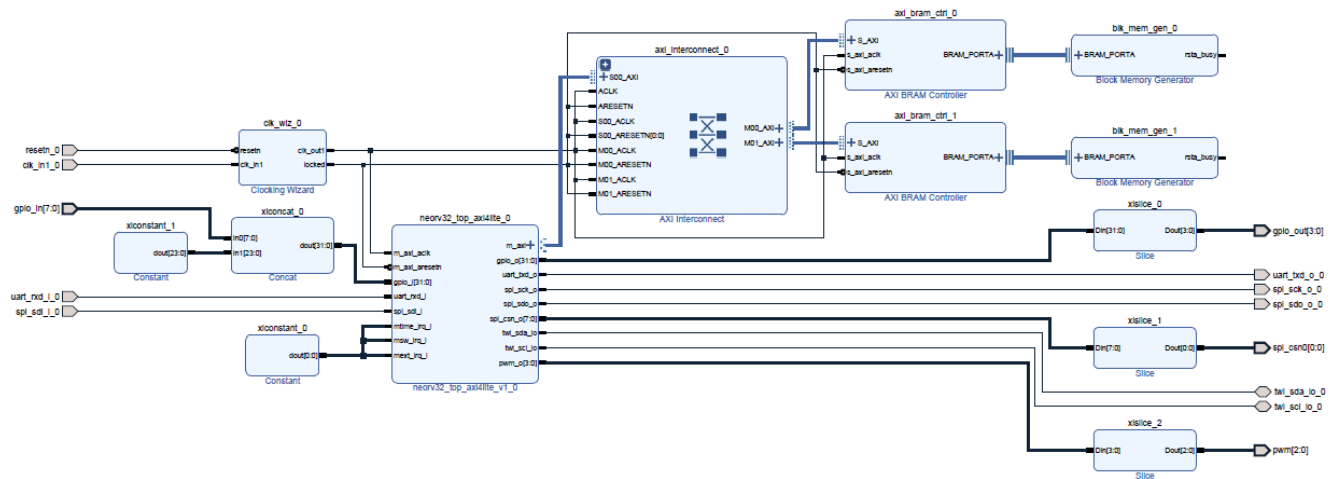 axi_bram_ctrl_0
S_AXI
s_axi_aclk
s_axi_aresetn
BRAM_PORTA
AXI BRAM Controller
blk_mem_gen_0
BRAM_PORTA
rsta_busy
Block Memory Generator
axi_interconnect_0
S00_AXI
ACLK
ARESETN
S00_ACLK
S00_ARESETN[0:0]
M00_ACLK
M00_ARESETN
M01_ACLK
M01_ARESETN
M00_AXI
M01_AXI
AXI Interconnect
axi_bram_ctrl_1
S_AXI
s_axi_aclk
s_axi_aresetn
BRAM_PORTA
AXI BRAM Controller
blk_mem_gen_1
BRAM_PORTA
rsta_busy
Block Memory Generator
resetn_0
clk_in1_0
clk_wiz_0
resetn
clk_in1
clk_out1
locked
Clocking Wizard
gpio_in[7:0]
xlconstant_1
dout[23:0]
Constant
xlconcat_0
In0[7:0]
In1[23:0]
dout[31:0]
Concat
uart_rxd_i_0
spi_sdi_i_0
xlconstant_0
dout[0:0]
Constant
neorv32_top_axi4lite_0
m_axi_aclk
m_axi_aresetn
gpio_i[31:0]
uart_rxd_i
spi_sdi_i
mtime_irq_i
msw_irq_i
mext_irq_i
m_axi
gpio_o[31:0]
uart_txd_o
spi_sck_o
spi_sdo_o
spi_csn_o[7:0]
twi_sda_io
twi_scl_io
pwm_o[3:0]
neorv32_top_axi4lite_v1_0
xlslice_0
Din[31:0]
Dout[3:0]
Slice
gpio_out[3:0]
uart_txd_o_0
spi_sck_o_0
spi_sdo_o_0
xlslice_1
Din[7:0]
Dout[0:0]
Slice
spi_csn0[0:0]
twi_sda_io_0
twi_scl_io_0
xlslice_2
Din[3:0]
Dout[2:0]
Slice
pwm[2:0]